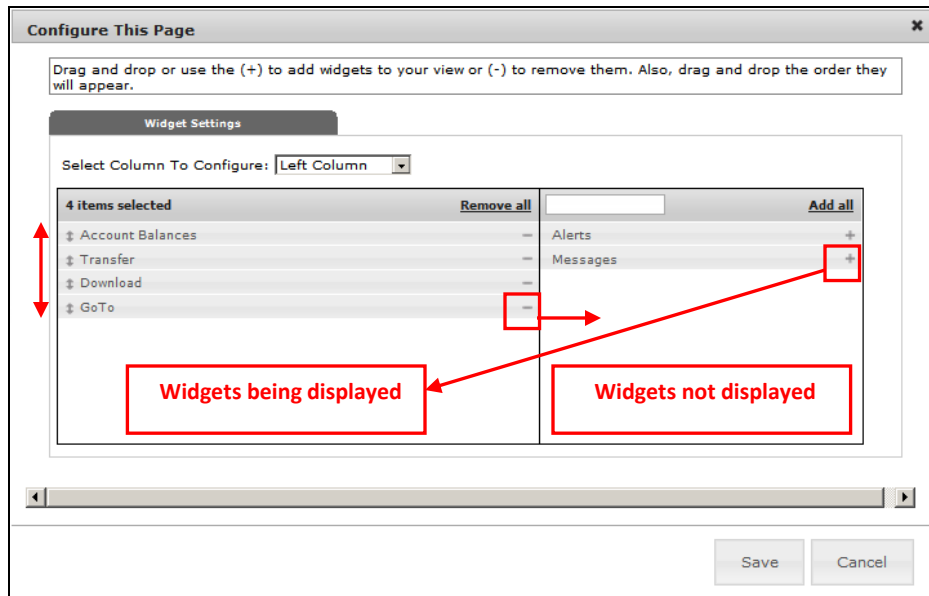 Configure This Page
Drag and drop or use the (+) to add widgets to your view or (-) to remove them. Also, drag and drop the order they
will appear.
Widget Settings
Select Column To Configure: Left Column
4 items selected Remove all Add all
Account Balances Alerts
Transfer Messages
Download
GoTo
Widgets being displayed Widgets not displayed
Save Cancel